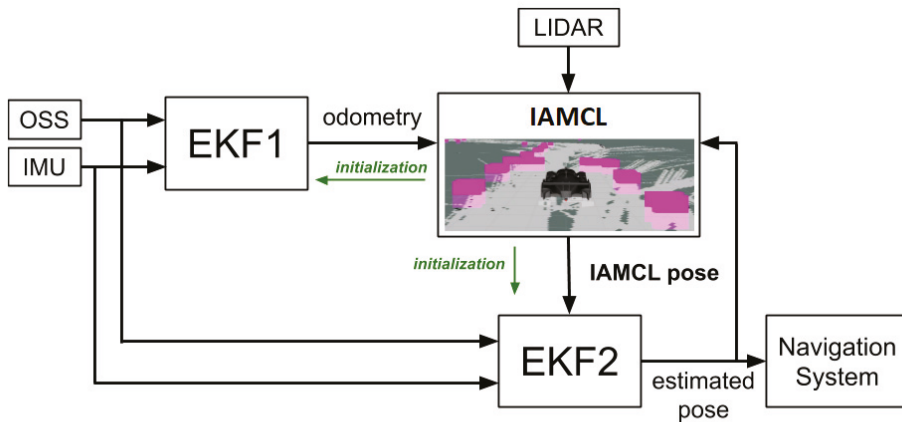 LIDAR
OSS
IMU
EKF1
odometry
initialization
IAMCL
initialization
IAMCL pose
EKF2
estimated
pose
Navigation
System